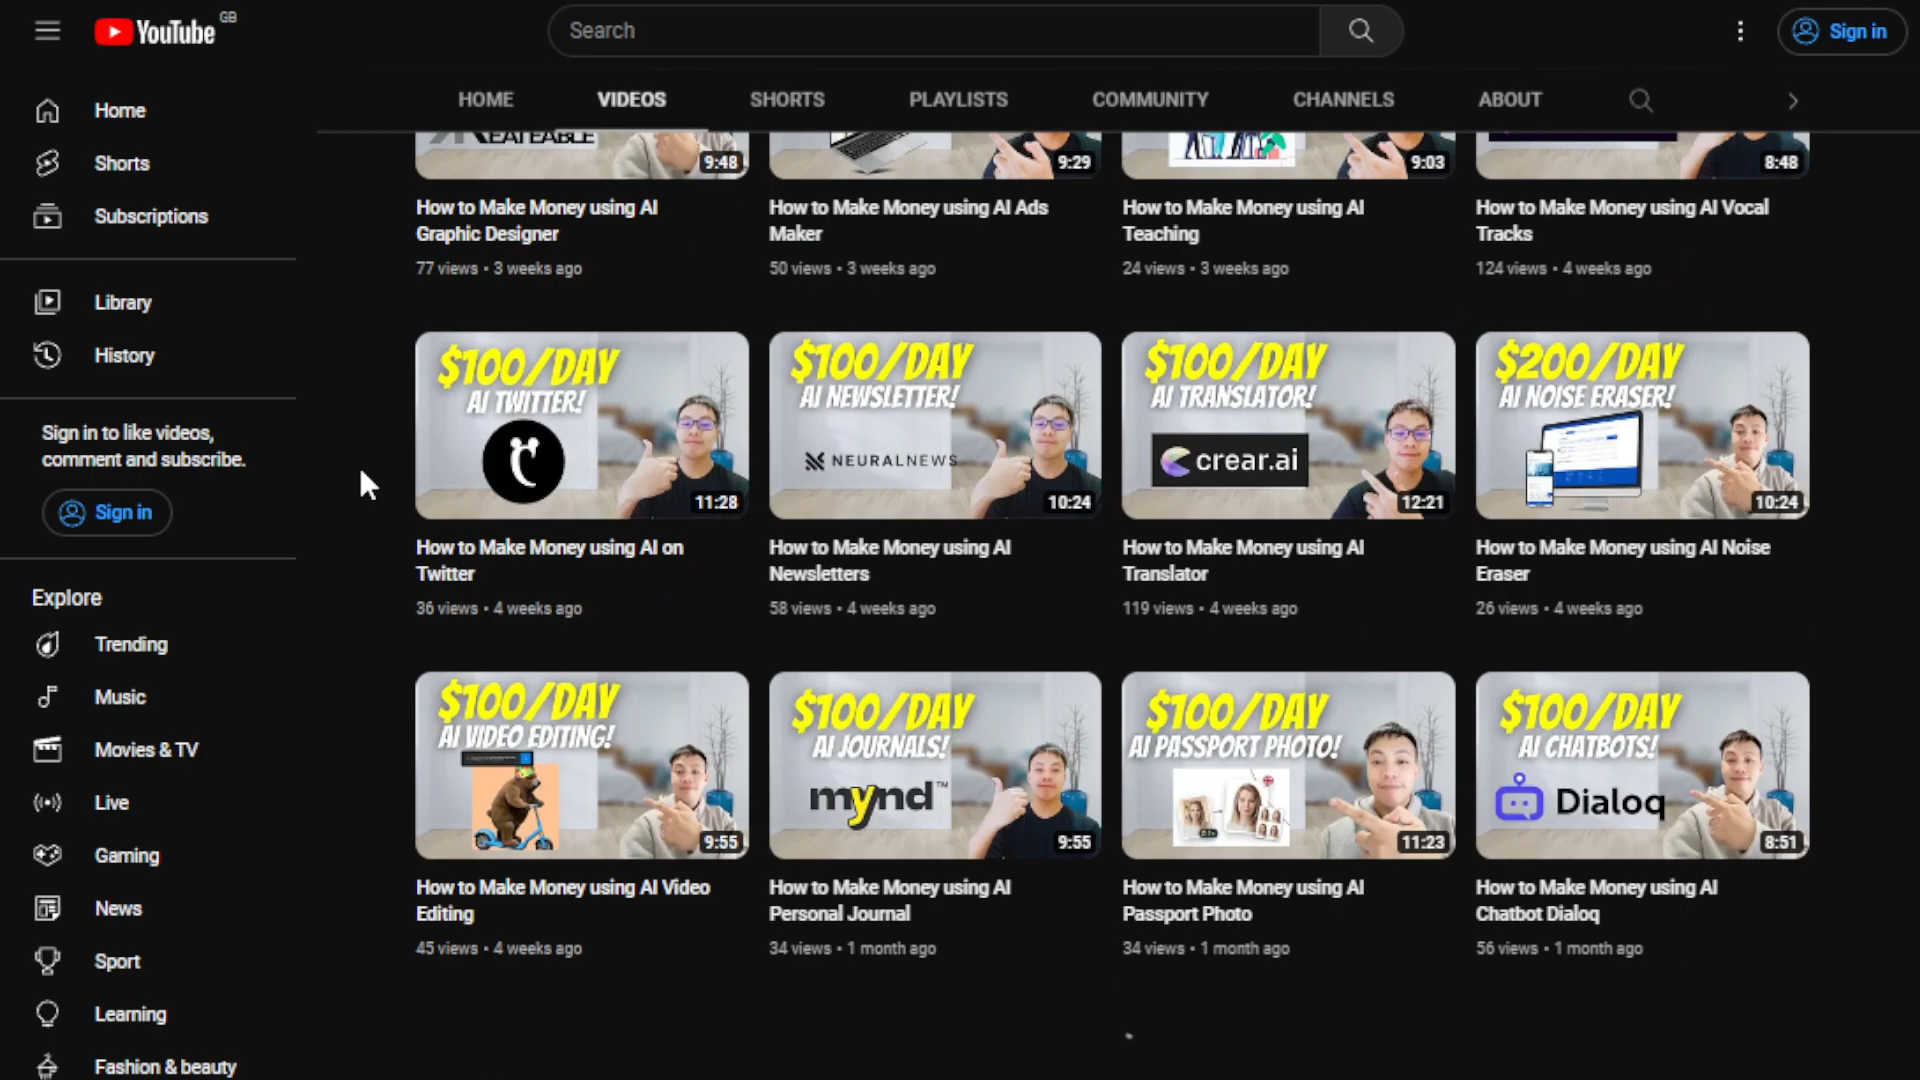 YouTube GB
Search
Sign in
HOME VIDEOS SHORTS PLAYLISTS COMMUNITY CHANNELS ABOUT
Home
Shorts
Subscriptions
Library
History
Sign in to like videos,
comment and subscribe.
Sign in
Explore
Trending
Music
Movies & TV
Live
Gaming
News
Sport
Learning
Fashion & beauty
9:48
How to Make Money using AI
Graphic Designer
77 views • 3 weeks ago
9:29
How to Make Money using AI Ads
Maker
50 views • 3 weeks ago
9:03
How to Make Money using AI
Teaching
24 views • 3 weeks ago
8:48
How to Make Money using AI Vocal
Tracks
124 views • 4 weeks ago
$100/DAY
AI TWITTER!
11:28
How to Make Money using AI on
Twitter
36 views • 4 weeks ago
$100/DAY
AI NEWSLETTER!
NEURALNEWS
10:24
How to Make Money using AI
Newsletters
58 views • 4 weeks ago
$100/DAY
AI TRANSLATOR!
crear.ai
12:21
How to Make Money using AI
Translator
119 views • 4 weeks ago
$200/DAY
AI NOISE ERASER!
10:24
How to Make Money using AI Noise
Eraser
26 views • 4 weeks ago
$100/DAY
AI VIDEO EDITING!
9:55
How to Make Money using AI Video
Editing
45 views • 4 weeks ago
$100/DAY
AI JOURNALS!
mynd™
9:55
How to Make Money using AI
Personal Journal
34 views • 1 month ago
$100/DAY
AI PASSPORT PHOTO!
11:23
How to Make Money using AI
Passport Photo
34 views • 1 month ago
$100/DAY
AI CHATBOTS!
Dialoq
8:51
How to Make Money using AI
Chatbot Dialoq
56 views • 1 month ago